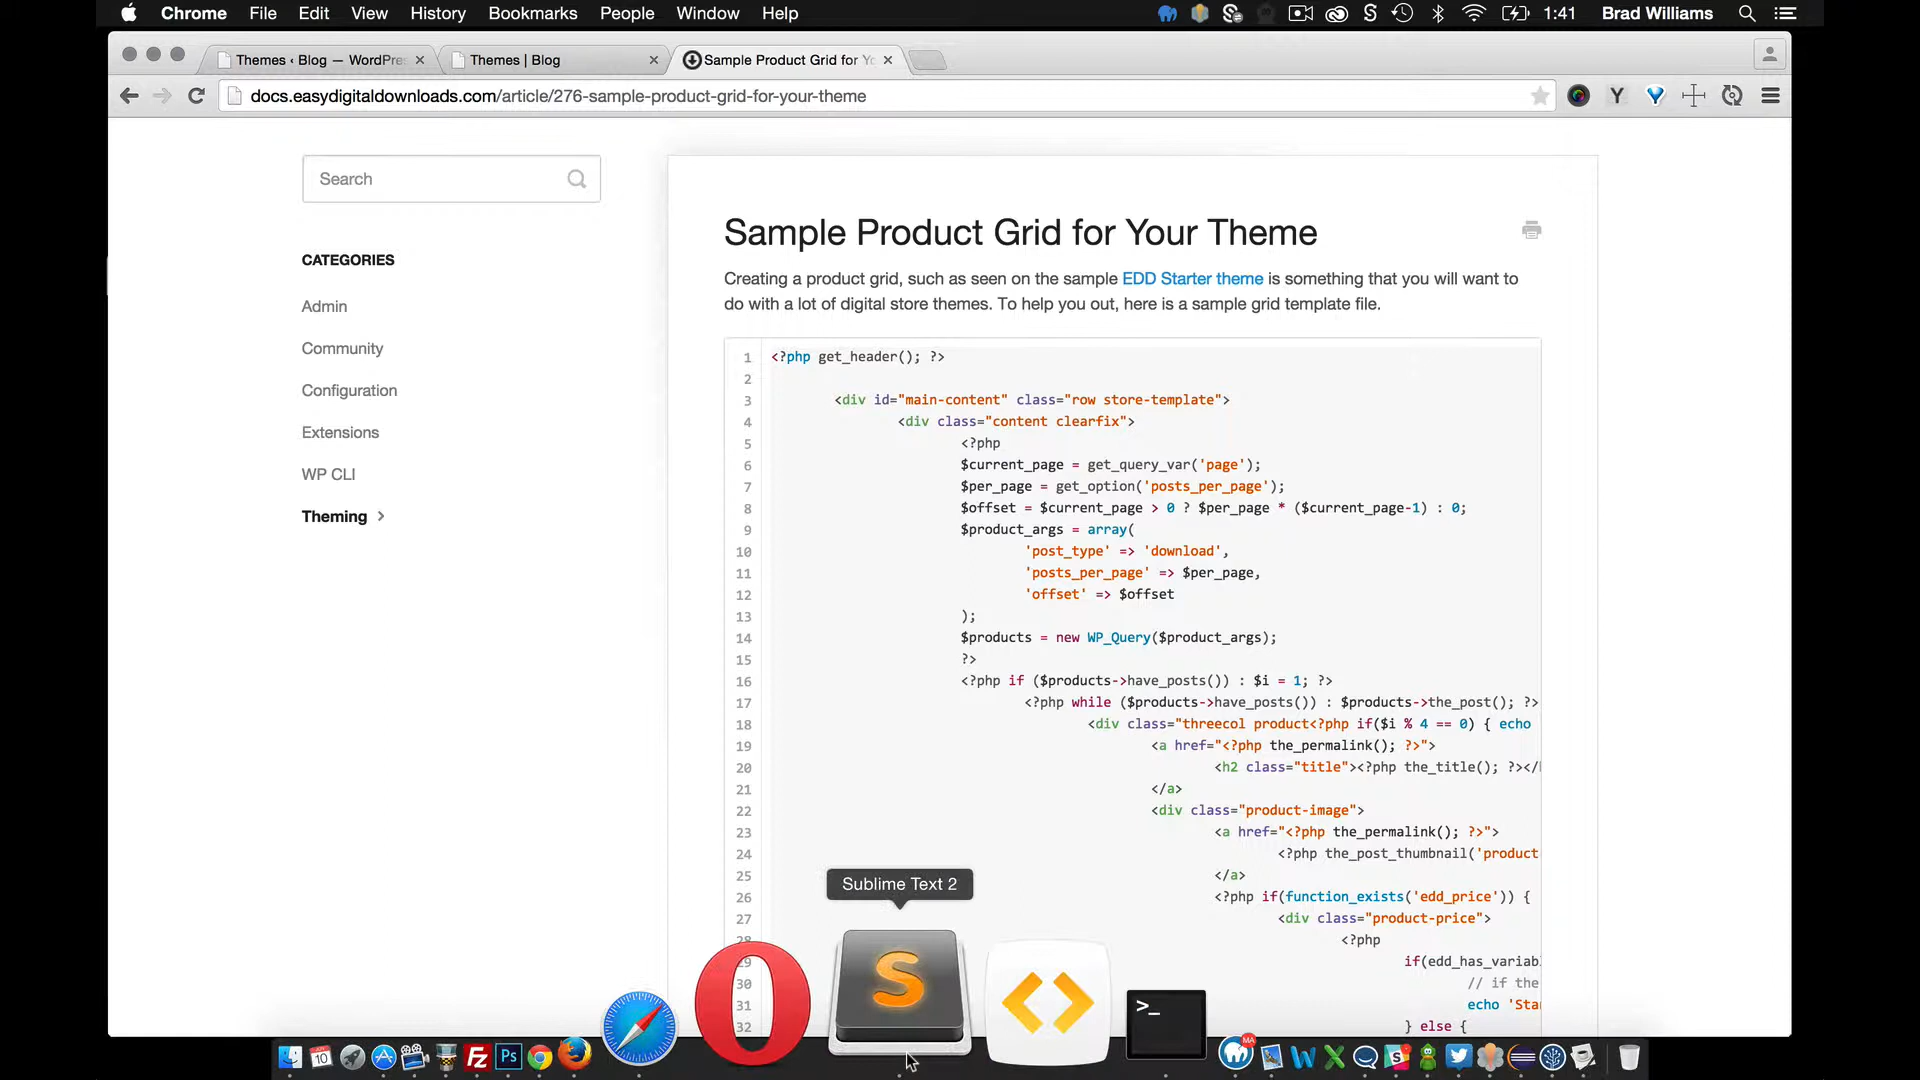 Chrome File Edit View History Bookmarks People Window Help 1:41 Brad Williams
Themes ‹ Blog — WordPre
Themes | Blog
Sample Product Grid for Yo
docs.easydigitaldownloads.com/article/276-sample-product-grid-for-your-theme
Search
CATEGORIES
Admin
Community
Configuration
Extensions
WP CLI
Theming
Sample Product Grid for Your Theme
Creating a product grid, such as seen on the sample EDD Starter theme is something that you will want to
do with a lot of digital store themes. To help you out, here is a sample grid template file.
1 <?php get_header(); ?>
2
3 <div id="main-content" class="row store-template">
4 <div class="content clearfix">
5 <?php
6 $current_page = get_query_var('page');
7 $per_page = get_option('posts_per_page');
8 $offset = $current_page > 0 ? $per_page * ($current_page-1) : 0;
9 $product_args = array(
10 'post_type' => 'download',
11 'posts_per_page' => $per_page,
12 'offset' => $offset
13 );
14 $products = new WP_Query($product_args);
15 ?>
16 <?php if ($products->have_posts()) : $i = 1; ?>
17 <?php while ($products->have_posts()) : $products->the_post(); ?>
18 <div class="threecol product<?php if($i % 4 == 0) { echo
19 <a href="<?php the_permalink(); ?>">
20 <h2 class="title"><?php the_title(); ?></
21 </a>
22 <div class="product-image">
23 <a href="<?php the_permalink(); ?>">
24 <?php the_post_thumbnail('product
25 </a>
26 <?php if(function_exists('edd_price')) {
27 <div class="product-price">
28 <?php
29 if(edd_has_variab
30 // if the
31 echo 'Sta
32 } else {
Sublime Text 2